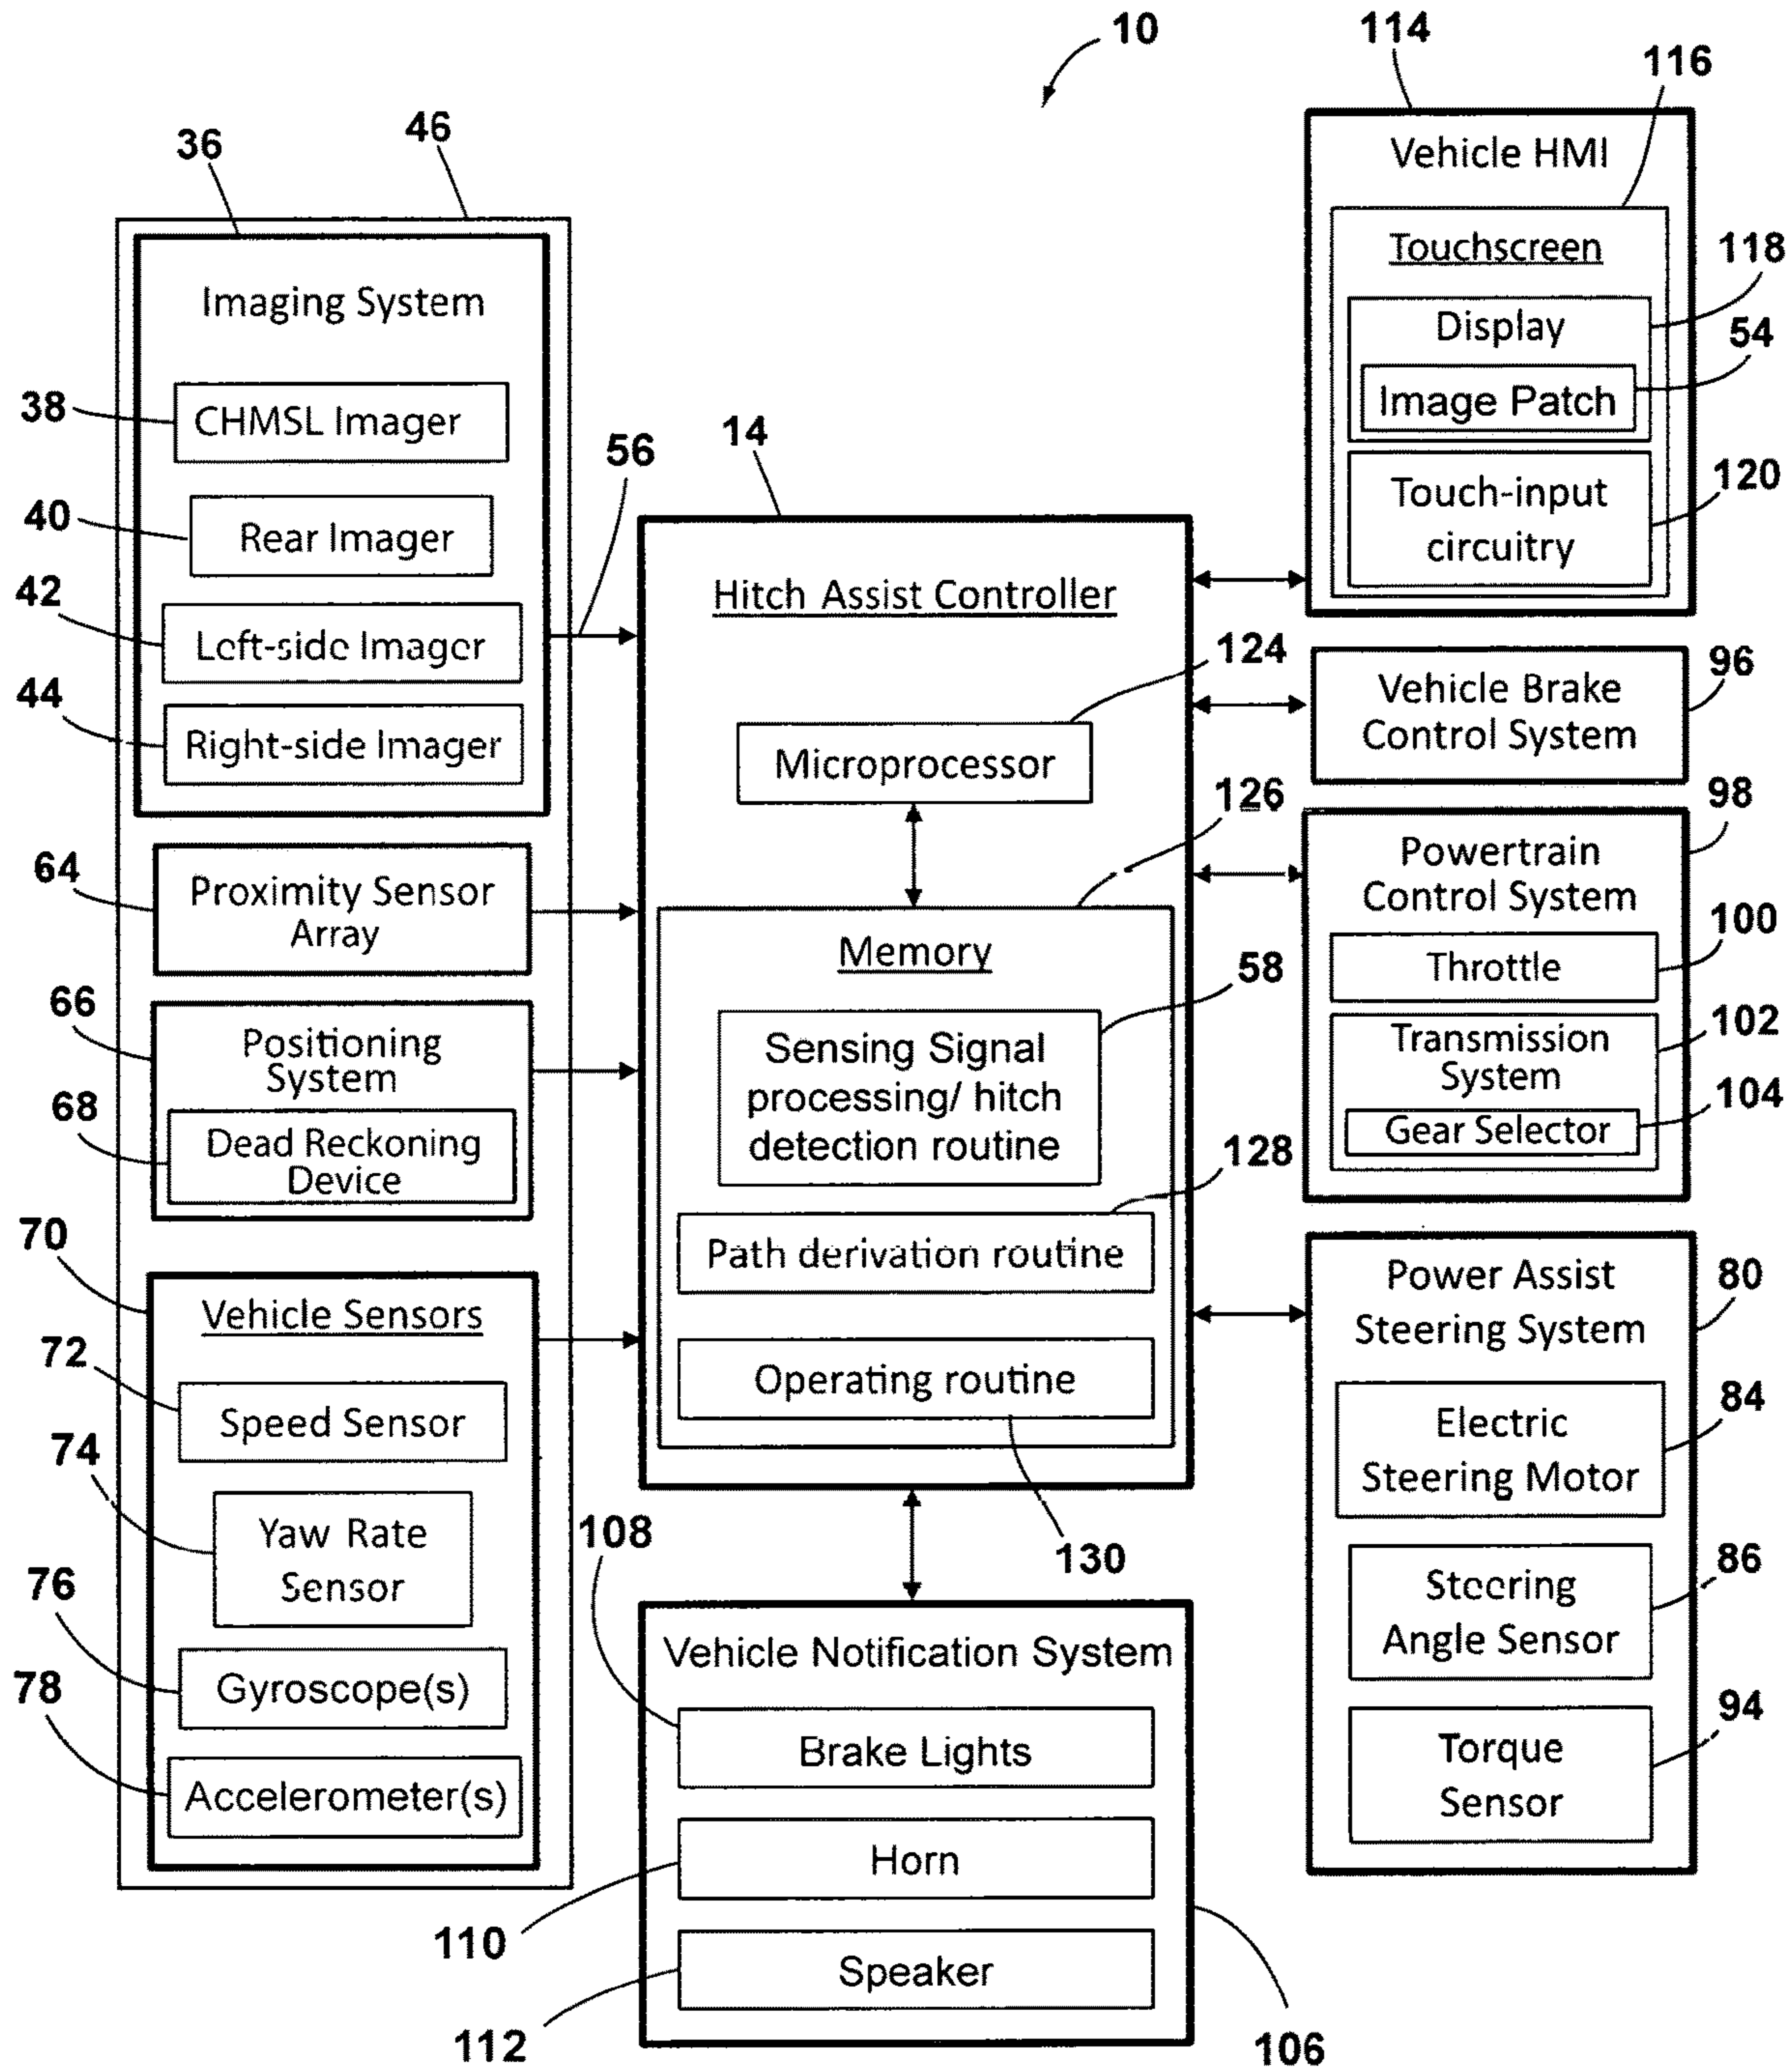 10
46
36
Imaging System
38
CHMSL Imager
40
Rear Imager
42
Left-side Imager
44
Right-side Imager
56
64
Proximity Sensor
Array
66
Positioning
System
68
Dead Reckoning
Device
70
Vehicle Sensors
72
Speed Sensor
74
Yaw Rate
Sensor
76
Gyroscope(s)
78
Accelerometer(s)
14
Hitch Assist Controller
124
Microprocessor
126
Memory
58
Sensing Signal
processing/ hitch
detection routine
128
Path derivation routine
Operating routine
130
108
Vehicle Notification System
Brake Lights
Horn
110
Speaker
112
106
114
116
Vehicle HMI
Touchscreen
118
Display
54
Image Patch
120
Touch-input
circuitry
96
Vehicle Brake
Control System
98
Powertrain
Control System
100
Throttle
102
Transmission
System
104
Gear Selector
80
Power Assist
Steering System
84
Electric
Steering Motor
86
Steering
Angle Sensor
94
Torque
Sensor